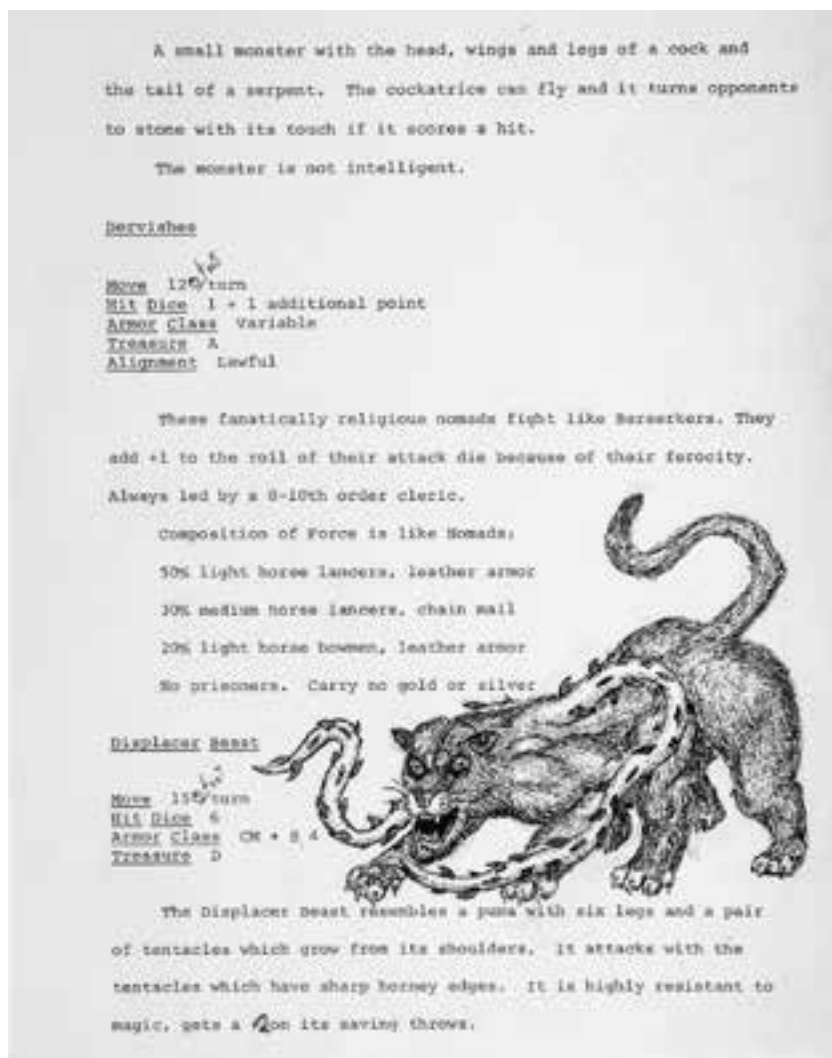 A small monster with the head, wings and legs of a cock and
the tail of a serpent. The cockatrice can fly and it turns opponents
to stone with its touch if it scores a hit.
The monster is not intelligent.
Dervishes
Move 120 feet/turn
Hit Dice 1 + 1 additional point
Armor Class Variable
Treasure A
Alignment Lawful
These fanatically religious nomads fight like Berserkers. They
add +1 to the roll of their attack die because of their ferocity.
Always led by a 8-10th order cleric.
Composition of Force is like Nomads:
50% light horse lancers, leather armor
30% medium horse lancers, chain mail
20% light horse bowmen, leather armor
No prisoners. Carry no gold or silver
Displacer Beast
Move 150 feet/turn
Hit Dice 6
Armor Class CM + S 4
Treasure D
The Displacer Beast resembles a puma with six legs and a pair
of tentacles which grow from its shoulders. It attacks with the
tentacles which have sharp horney edges. It is highly resistant to
magic, gets a on its saving throws.